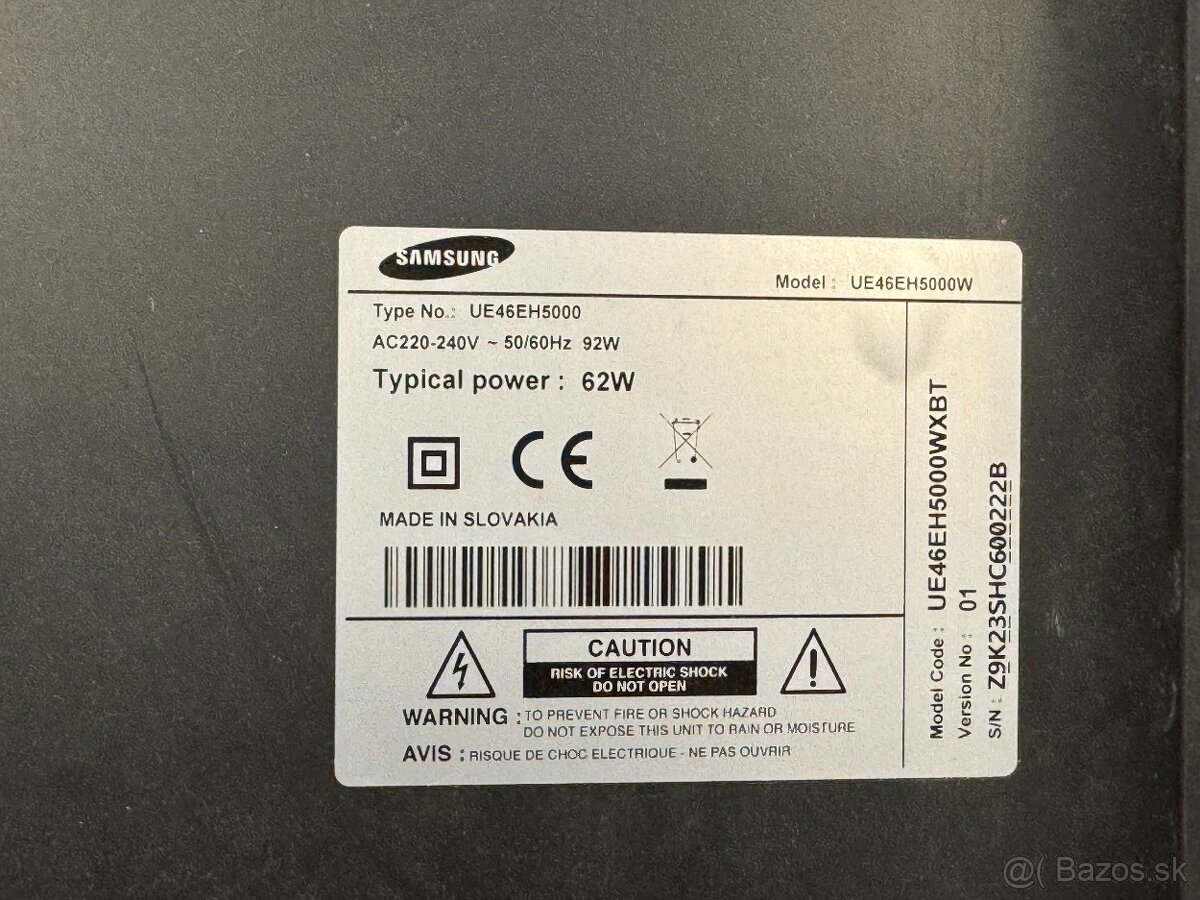 SAMSUNG
Model : UE46EH5000W
Type No.: UE46EH5000
AC220-240V ~ 50/60Hz 92W
Typical power : 62W
CE
MADE IN SLOVAKIA
CAUTION
RISK OF ELECTRIC SHOCK
DO NOT OPEN
WARNING : TO PREVENT FIRE OR SHOCK HAZARD
DO NOT EXPOSE THIS UNIT TO RAIN OR MOISTURE
AVIS : RISQUE DE CHOC ELECTRIQUE - NE PAS OUVRIR
Model Code : UE46EH5000WXBT
Version No : 01
S/N : Z9K23SHC600222B
@( Bazos.sk